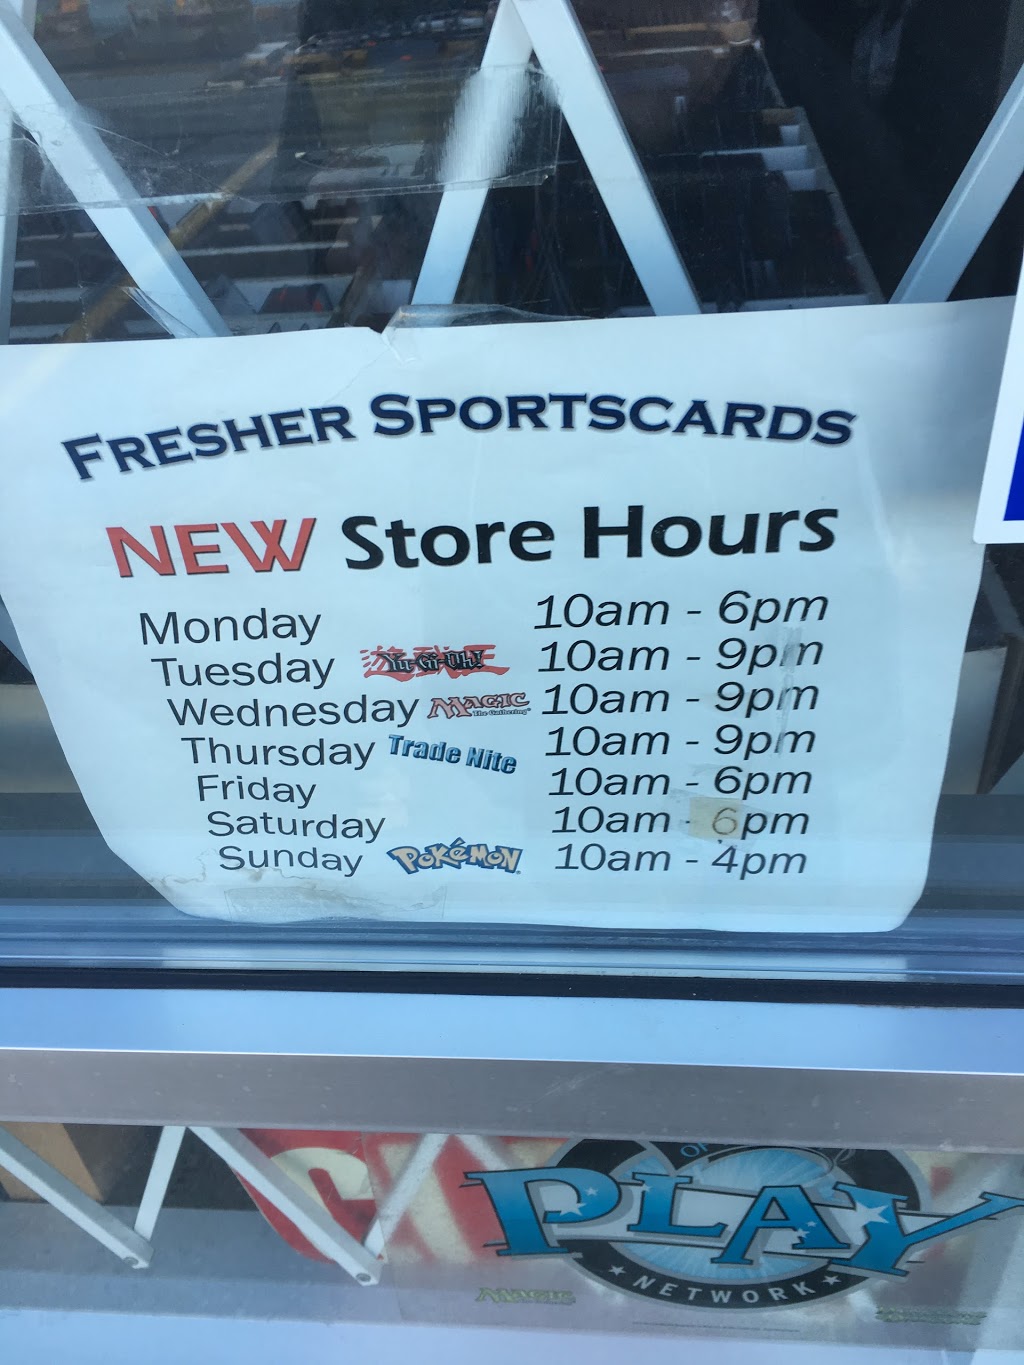 FRESHER SPORTSCARDS
NEW Store Hours
Monday 10am - 6pm
Tuesday Yu-Gi-Oh! 10am - 9pm
Wednesday MAGIC The Gathering 10am - 9pm
Thursday Trade Nite 10am - 9pm
Friday 10am - 6pm
Saturday 10am - 6pm
Sunday POKéMON 10am - 4pm
PLAY
NETWORK
MAGIC